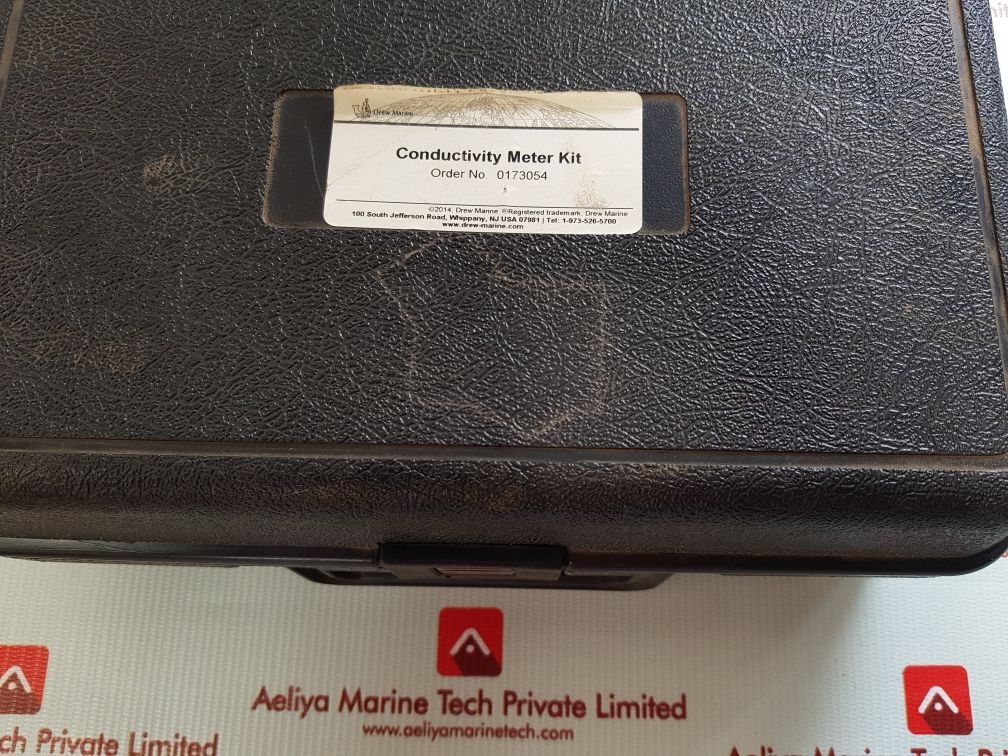 Drew Marine
Conductivity Meter Kit
Order No. 0173054
©2014, Drew Marine. ®Registered trademark, Drew Marine
100 South Jefferson Road, Whippany, NJ USA 07981 | Tel: 1-973-526-5700
www.drew-marine.com
Aeliya Marine Tech Private Limited
www.aeliyamarinetech.com
ch Private Limited
Aeliya Marine